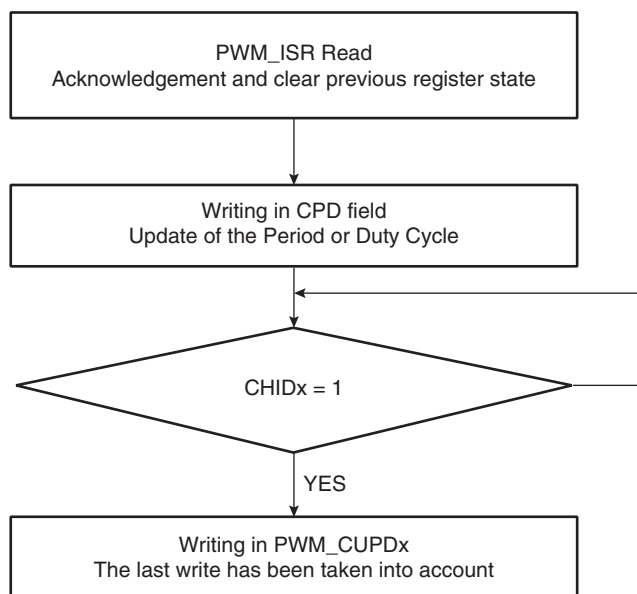 PWM_ISR Read
Acknowledgement and clear previous register state
Writing in CPD field
Update of the Period or Duty Cycle
CHIDx = 1
YES
Writing in PWM_CUPDx
The last write has been taken into account